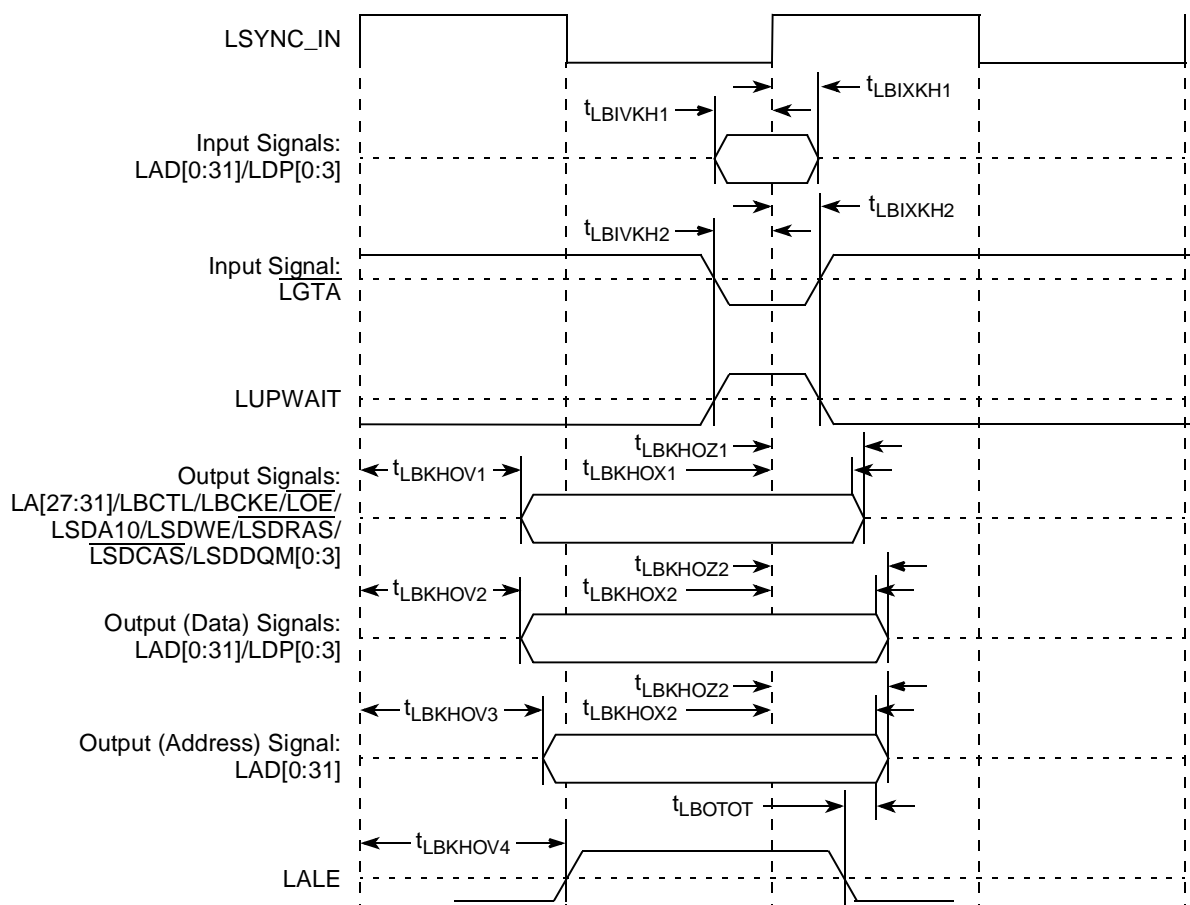 LSYNC_IN
tLBIXKH1
tLBIVKH1
Input Signals:
LAD[0:31]/LDP[0:3]
tLBIXKH2
tLBIVKH2
Input Signal:
LGTA
LUPWAIT
tLBKHOZ1
tLBKHOV1
tLBKHOX1
Output Signals:
LA[27:31]/LBCTL/LBCKE/LOE/
LSDA10/LSDWE/LSDRAS/
LSDCAS/LSDDQM[0:3]
tLBKHOZ2
tLBKHOV2
tLBKHOX2
Output (Data) Signals:
LAD[0:31]/LDP[0:3]
tLBKHOZ2
tLBKHOV3
tLBKHOX2
Output (Address) Signal:
LAD[0:31]
tLBOTOT
tLBKHOV4
LALE